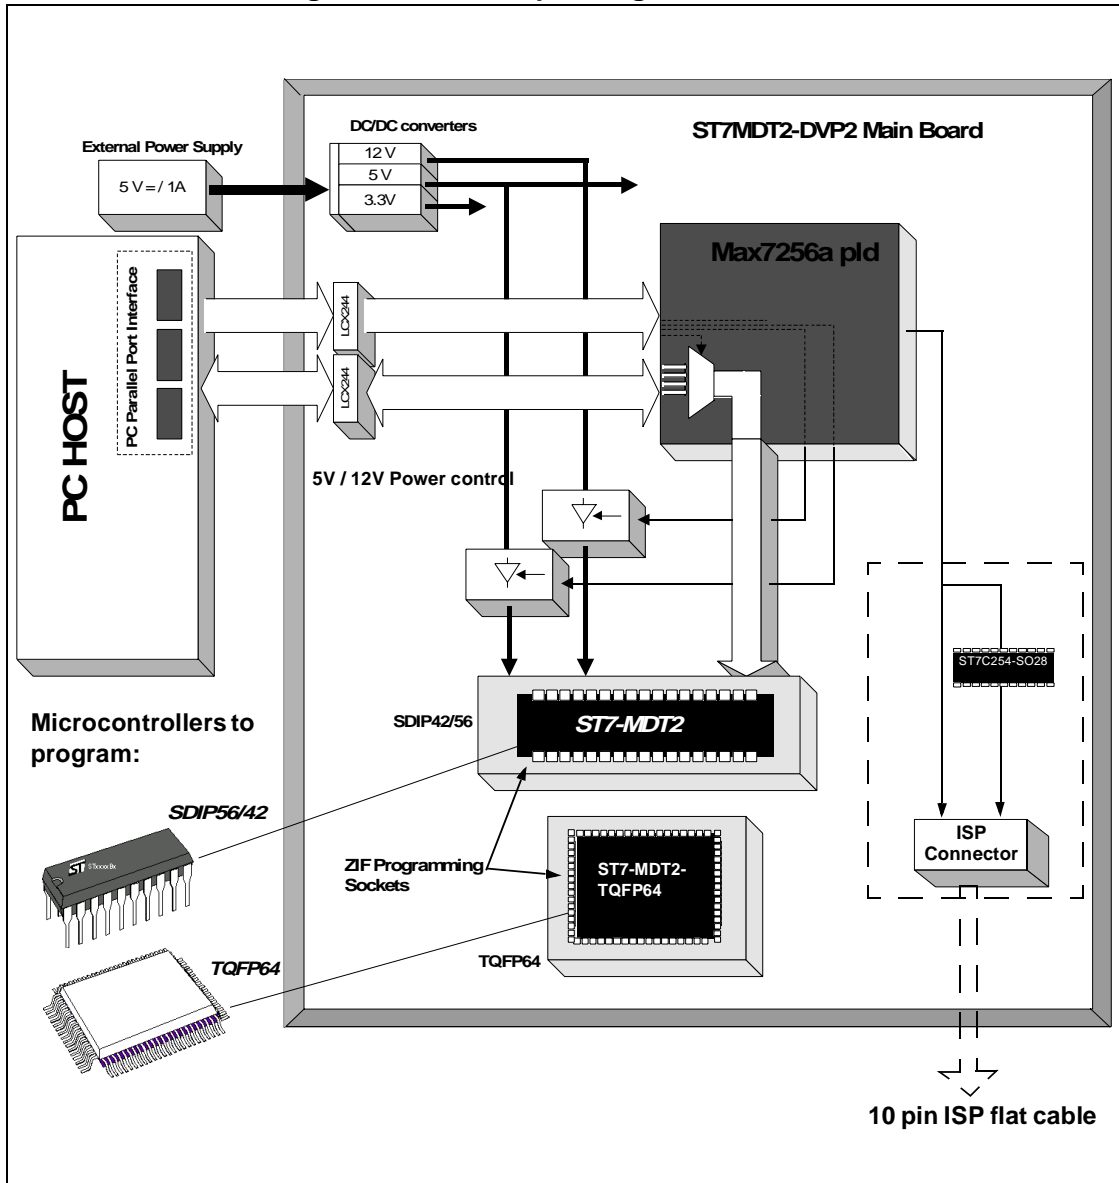 ST7MDT2-DVP2 Main Board
DC/DC converters
External Power Supply
12 V
5 V
3.3V
5 V = / 1A
Max7256a pld
PC HOST
PC Parallel Port Interface
LCX244
LCX244
5V / 12V Power control
ST7C254-SO28
SDIP42/56
ST7-MDT2
Microcontrollers to
program:
SDIP56/42
ST
STxxxxBx
ZIF Programming
Sockets
ST7-MDT2-
TQFP64
ISP
Connector
TQFP64
TQFP64
10 pin ISP flat cable